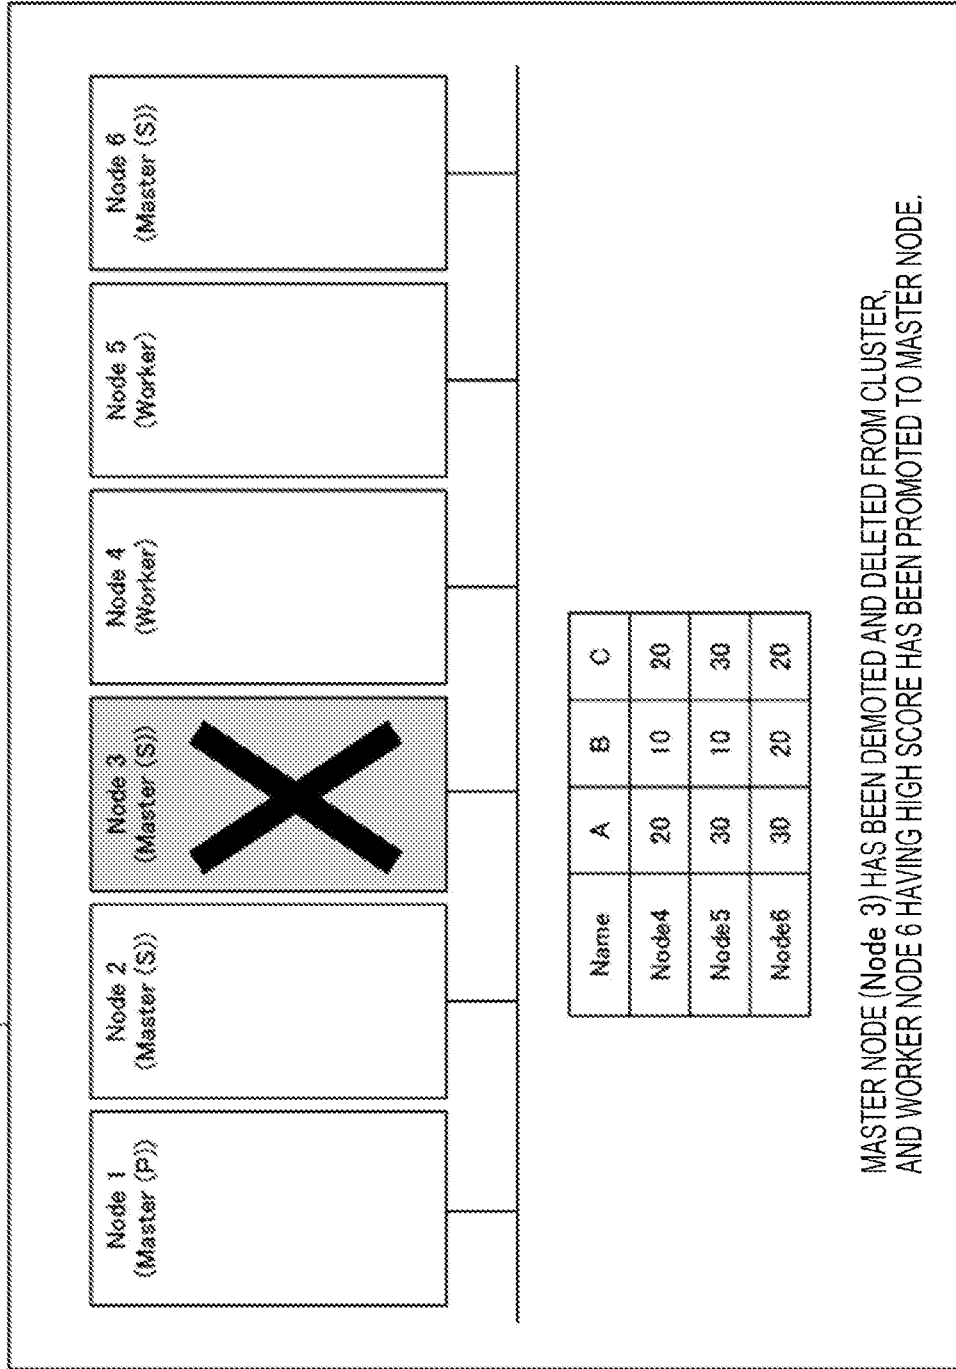 Node 1
(Master (P))
Node 2
(Master (S))
Node 3
(Master (S))
Node 4
(Worker)
Node 5
(Worker)
Node 6
(Master (S))
Name A B C
Node4 20 10 20
Node5 30 10 30
Node6 30 20 20
MASTER NODE (Node 3) HAS BEEN DEMOTED AND DELETED FROM CLUSTER,
AND WORKER NODE 6 HAVING HIGH SCORE HAS BEEN PROMOTED TO MASTER NODE.